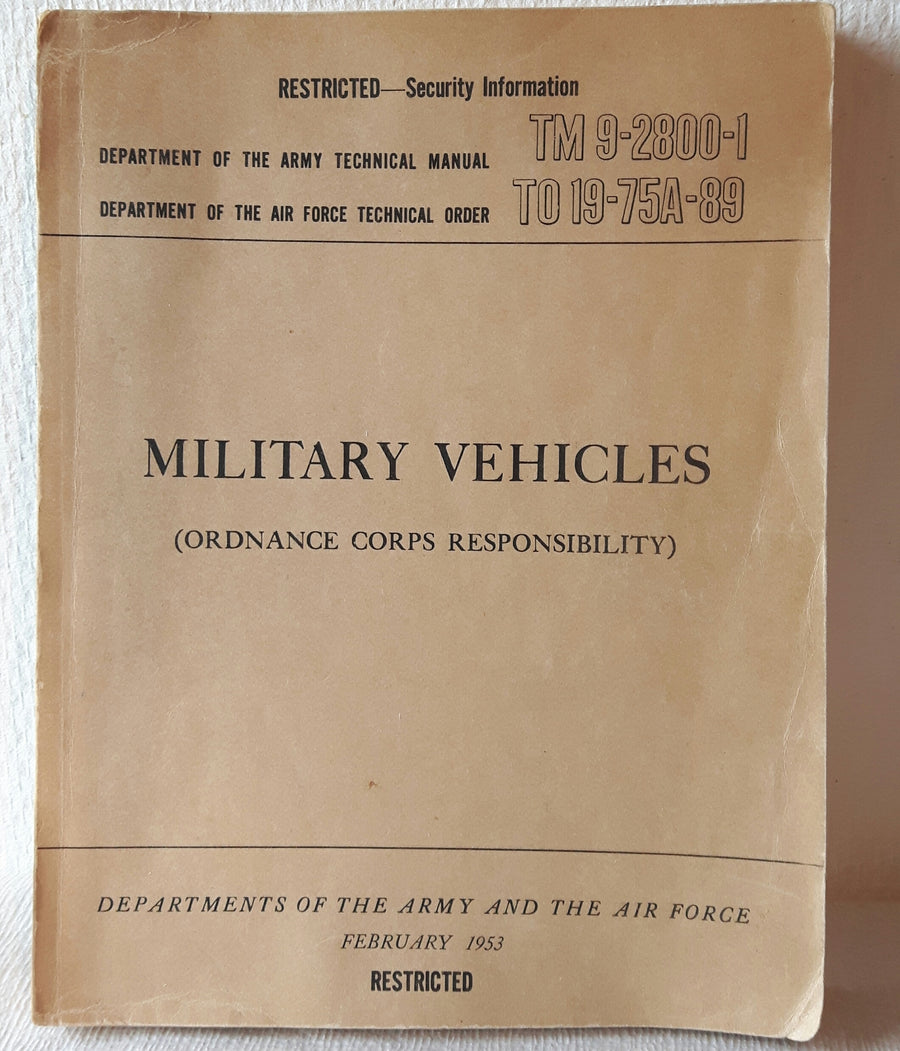 RESTRICTED—Security Information
DEPARTMENT OF THE ARMY TECHNICAL MANUAL TM 9-2800-1
DEPARTMENT OF THE AIR FORCE TECHNICAL ORDER TO 19-75A-89
MILITARY VEHICLES
(ORDNANCE CORPS RESPONSIBILITY)
DEPARTMENTS OF THE ARMY AND THE AIR FORCE
FEBRUARY 1953
RESTRICTED